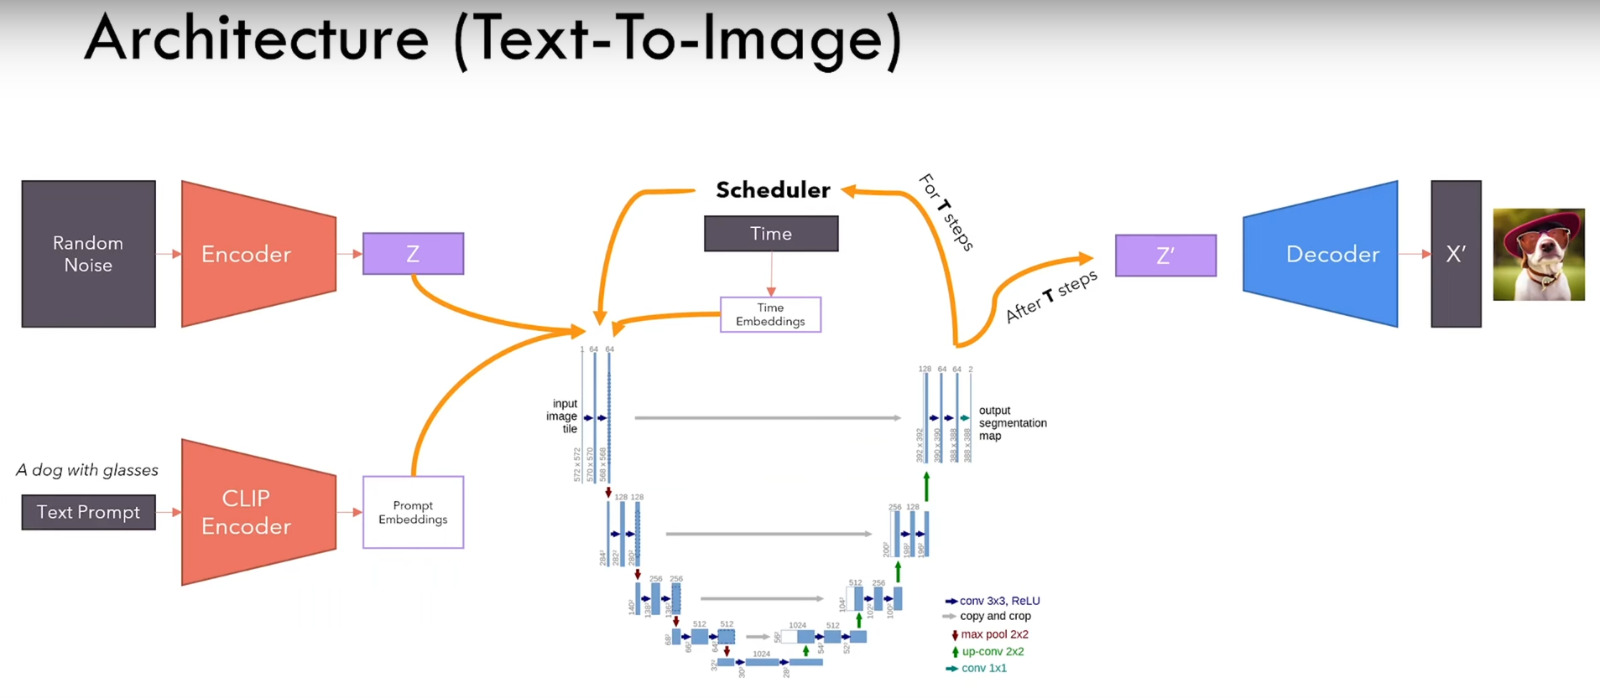 Architecture (Text-To-Image)
Random
Noise
Encoder
Z
Scheduler
Time
Time
Embeddings
For T steps
After T steps
Z’
Decoder
X’
A dog with glasses
Text Prompt
CLIP
Encoder
Prompt
Embeddings
1 64 64
input
image
tile
572 x 572
570 x 570
568 x 568
128 64 64 2
output
segmentation
map
392 x 392
390 x 390
388 x 388
388 x 388
128 128
284²
282²
280²
256 128
200²
198²
196²
256 256
140²
138²
136²
512 256
104²
102²
100²
512 512
68²
66²
64²
1024 512
56²
54²
52²
1024
32²
30²
28²
conv 3x3, ReLU
copy and crop
max pool 2x2
up-conv 2x2
conv 1x1